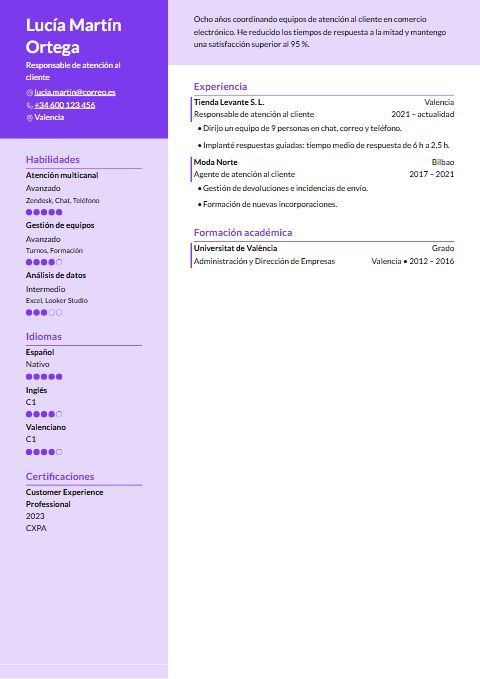 Lucía Martín
Ortega
Responsable de atención al
cliente
lucia.martin@correo.es
+34 600 123 456
Valencia
Habilidades
Atención multicanal
Avanzado
Zendesk, Chat, Teléfono
Gestión de equipos
Avanzado
Turnos, Formación
Análisis de datos
Intermedio
Excel, Looker Studio
Idiomas
Español
Nativo
Inglés
C1
Valenciano
C1
Certificaciones
Customer Experience
Professional
2023
CXPA
Ocho años coordinando equipos de atención al cliente en comercio
electrónico. He reducido los tiempos de respuesta a la mitad y mantengo
una satisfacción superior al 95 %.
Experiencia
Tienda Levante S. L. Valencia
Responsable de atención al cliente 2021 – actualidad
• Dirijo un equipo de 9 personas en chat, correo y teléfono.
• Implanté respuestas guiadas: tiempo medio de respuesta de 6 h a 2,5 h.
Moda Norte Bilbao
Agente de atención al cliente 2017 – 2021
• Gestión de devoluciones e incidencias de envío.
• Formación de nuevas incorporaciones.
Formación académica
Universitat de València Grado
Administración y Dirección de Empresas Valencia • 2012 – 2016